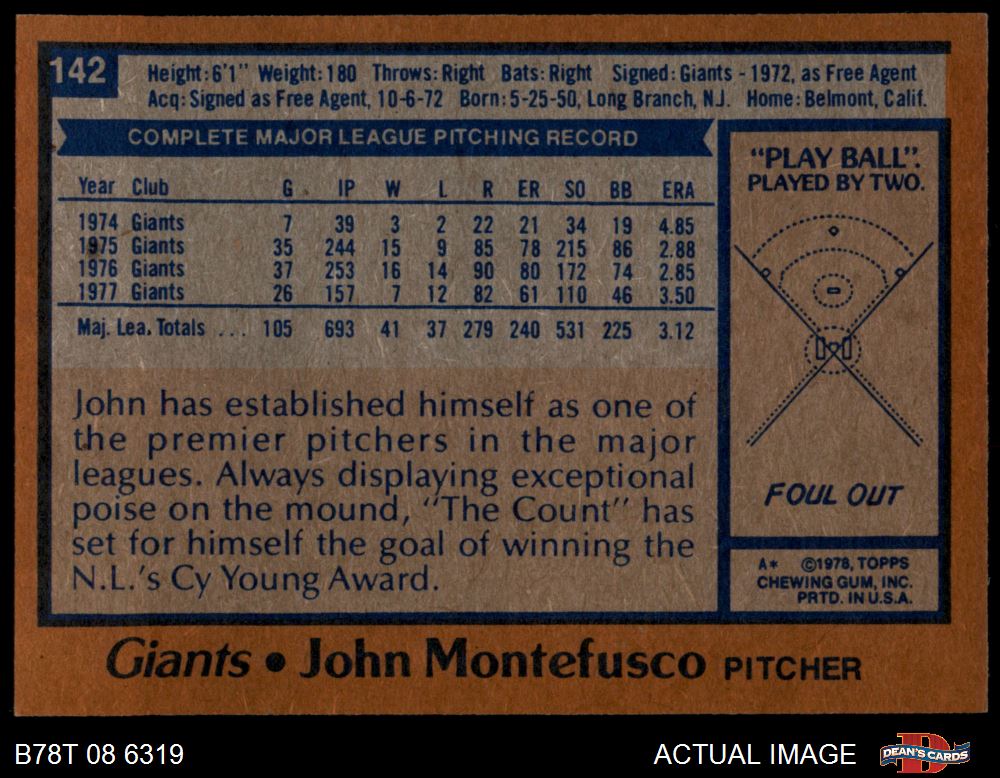 142
Height: 6'1" Weight: 180 Throws: Right Bats: Right Signed: Giants - 1972, as Free Agent
Acq: Signed as Free Agent, 10-6-72 Born: 5-25-50, Long Branch, N.J. Home: Belmont, Calif.
COMPLETE MAJOR LEAGUE PITCHING RECORD
Year Club G IP W L R ER SO BB ERA
1974 Giants 7 39 3 2 22 21 34 19 4.85
1975 Giants 35 244 15 9 85 78 215 86 2.88
1976 Giants 37 253 16 14 90 80 172 74 2.85
1977 Giants 26 157 7 12 82 61 110 46 3.50
Maj. Lea. Totals ... 105 693 41 37 279 240 531 225 3.12
John has established himself as one of
the premier pitchers in the major
leagues. Always displaying exceptional
poise on the mound, "The Count" has
set for himself the goal of winning the
N.L.'s Cy Young Award.
"PLAY BALL".
PLAYED BY TWO.
FOUL OUT
A* ©1978, TOPPS
CHEWING GUM, INC.
PRTD. IN U.S.A.
Giants • John Montefusco PITCHER
B78T 08 6319
ACTUAL IMAGE
D
DEAN'S CARDS